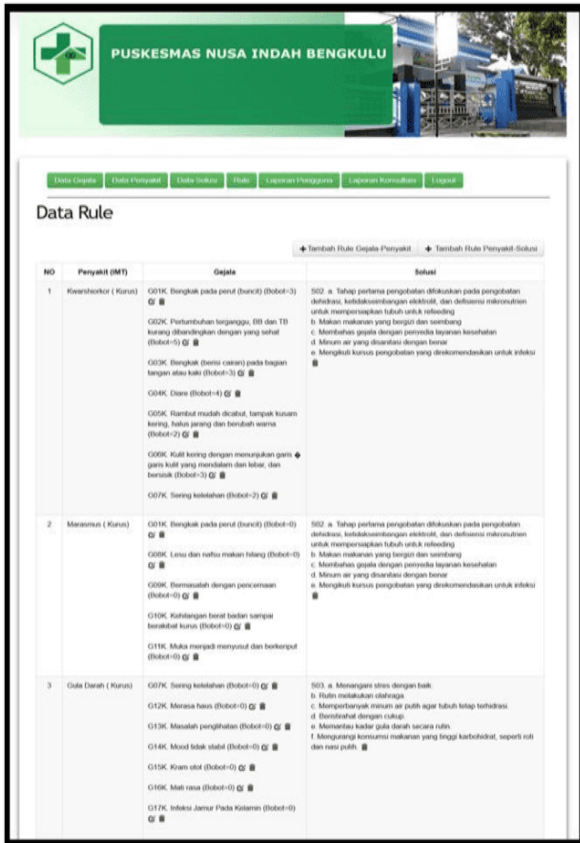 PUSKESMAS NUSA INDAH BENGKULU
Data Gejala Data Penyakit Data Solusi Rule Laporan Pengguna Laporan Konsultasi Logout
Data Rule
+ Tambah Rule Gejala Penyakit + Tambah Rule Penyakit-Solusi
NO Penyakit (IMT) Gejala Solusi
1 Kwarshiorkor ( Kurus)
G01K. Bengkak pada perut (buncit) (Bobot=3)
G02K. Pertumbuhan terganggu, BB dan TB
kurang dibandingkan dengan yang sehat
(Bobot=5)
G03K. Bengkak (berisi cairan) pada bagian
tangan atau kaki (Bobot=3)
G04K. Diare (Bobot=4)
G05K. Rambut mudah dicabut, tampak kusam
kering, halus jarang dan berubah warna
(Bobot=2)
G06K. Kulit kering dengan menunjukan garis �
garis kulit yang mendalam dan lebar, dan
bersisik (Bobot=3)
G07K. Sering kelelahan (Bobot=2)
S02. a. Tahap pertama pengobatan difokuskan pada pengobatan
dehidrasi, ketidakseimbangan elektrolit, dan defisiensi mikronutrien
untuk mempersiapkan tubuh untuk refeeding
b. Makan makanan yang bergizi dan seimbang
c. Membahas gejala dengan penyedia layanan kesehatan
d. Minum air yang disanitasi dengan benar
e. Mengikuti kursus pengobatan yang direkomendasikan untuk infeksi
2 Marasmus ( Kurus)
G01K. Bengkak pada perut (buncit) (Bobot=0)
G08K. Lesu dan nafsu makan hilang (Bobot=0)
G09K. Bermasalah dengan pencernaan
(Bobot=0)
G10K. Kehilangan berat badan sampai
berakibat kurus (Bobot=0)
G11K. Muka menjadi menyusut dan berkeriput
(Bobot=0)
S02. a. Tahap pertama pengobatan difokuskan pada pengobatan
dehidrasi, ketidakseimbangan elektrolit, dan defisiensi mikronutrien
untuk mempersiapkan tubuh untuk refeeding
b. Makan makanan yang bergizi dan seimbang
c. Membahas gejala dengan penyedia layanan kesehatan
d. Minum air yang disanitasi dengan benar
e. Mengikuti kursus pengobatan yang direkomendasikan untuk infeksi
3 Gula Darah ( Kurus)
G07K. Sering kelelahan (Bobot=0)
G12K. Merasa haus (Bobot=0)
G13K. Masalah penglihatan (Bobot=0)
G14K. Mood tidak stabil (Bobot=0)
G15K. Kram otot (Bobot=0)
G16K. Mati rasa (Bobot=0)
G17K. Infeksi Jamur Pada Kelamin (Bobot=0)
S03. a. Menangani stres dengan baik.
b. Rutin melakukan olahraga.
c. Memperbanyak minum air putih agar tubuh tetap terhidrasi.
d. Beristirahat dengan cukup.
e. Memantau kadar gula darah secara rutin.
f. Mengurangi konsumsi makanan yang tinggi karbohidrat, seperti roti
dan nasi putih.